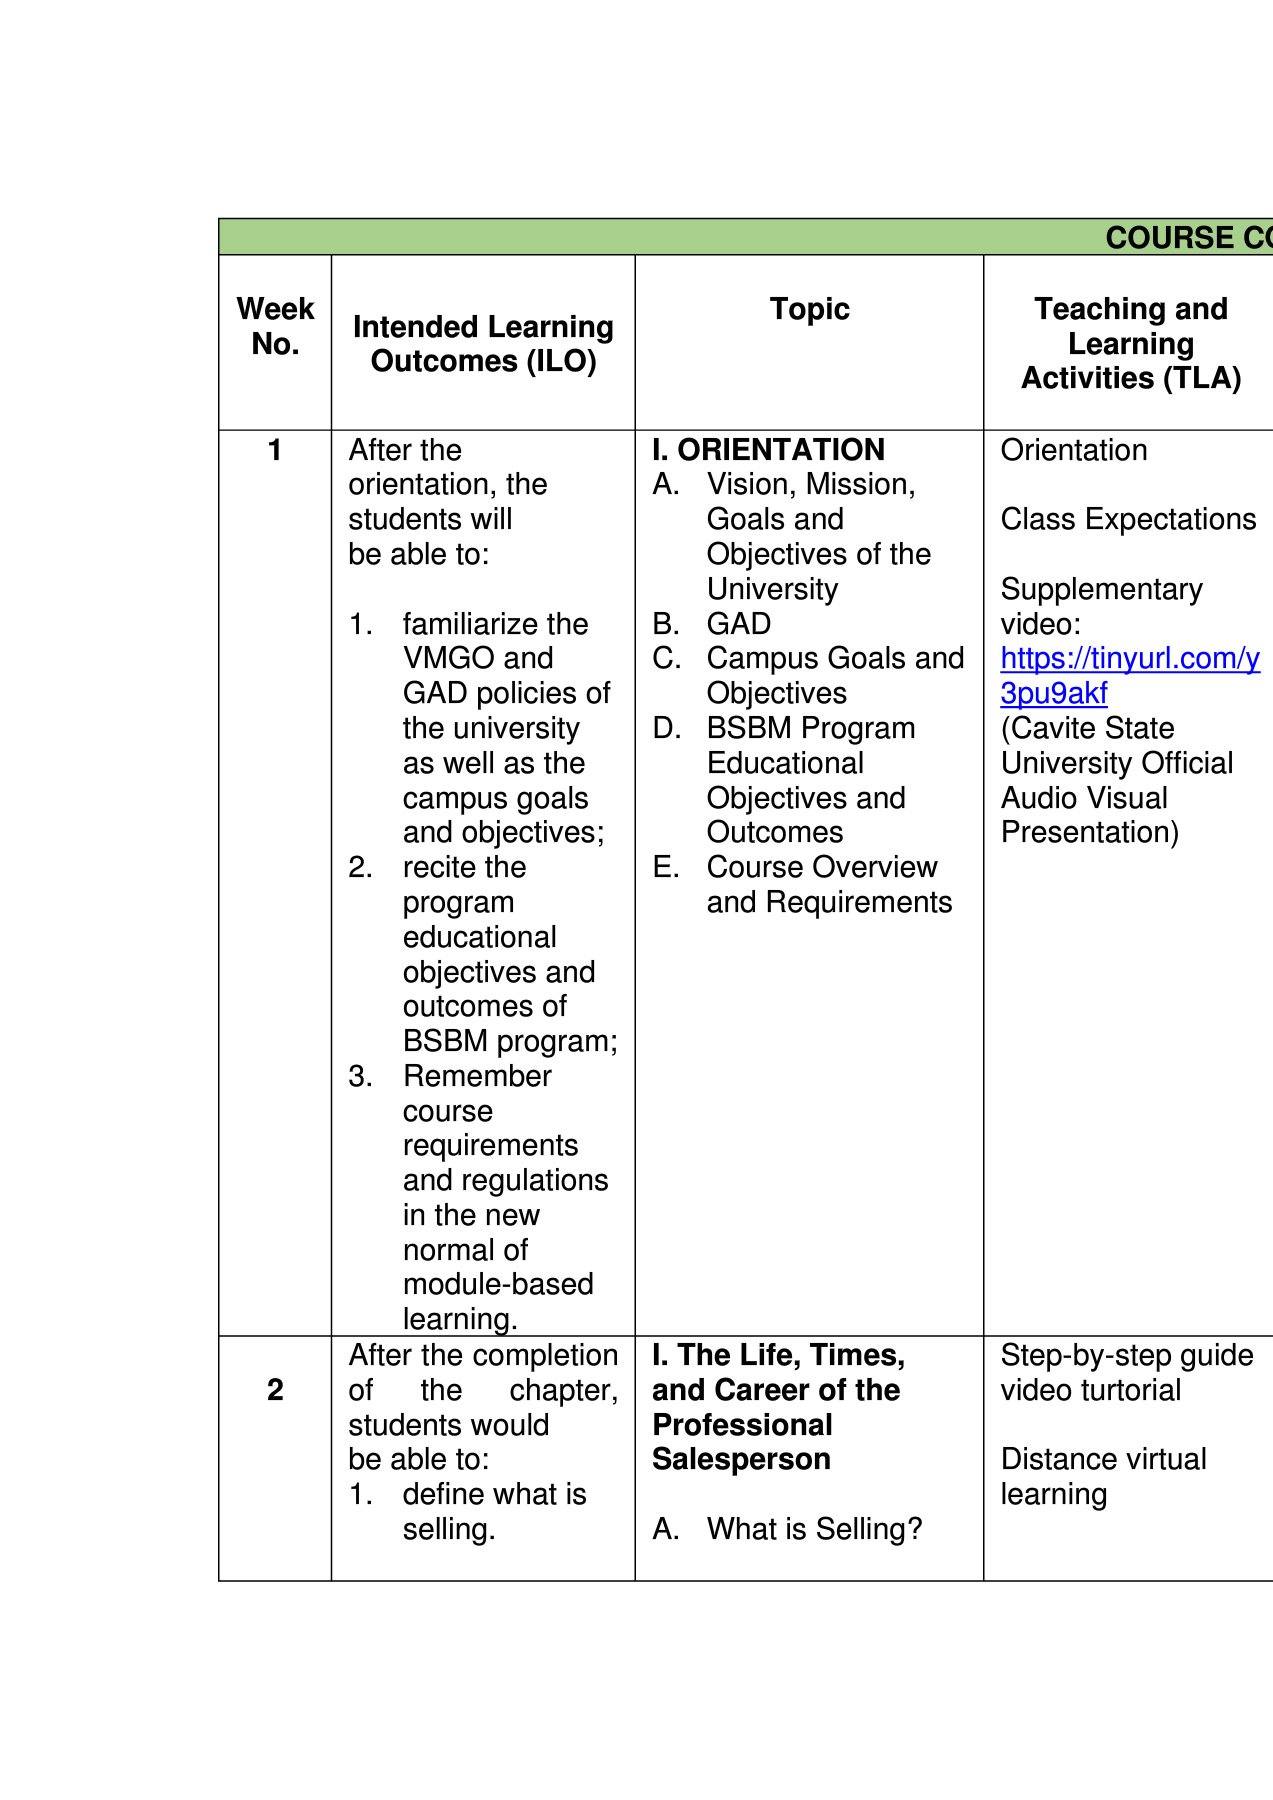 COURSE CO
Week
No.
Intended Learning
Outcomes (ILO)
Topic
Teaching and
Learning
Activities (TLA)
1
After the
orientation, the
students will
be able to:
1. familiarize the
VMGO and
GAD policies of
the university
as well as the
campus goals
and objectives;
2. recite the
program
educational
objectives and
outcomes of
BSBM program;
3. Remember
course
requirements
and regulations
in the new
normal of
module-based
learning.
I. ORIENTATION
A. Vision, Mission,
Goals and
Objectives of the
University
B. GAD
C. Campus Goals and
Objectives
D. BSBM Program
Educational
Objectives and
Outcomes
E. Course Overview
and Requirements
Orientation
Class Expectations
Supplementary
video:
https://tinyurl.com/y
3pu9akf
(Cavite State
University Official
Audio Visual
Presentation)
2
After the completion
of the chapter,
students would
be able to:
1. define what is
selling.
I. The Life, Times,
and Career of the
Professional
Salesperson
A. What is Selling?
Step-by-step guide
video turtorial
Distance virtual
learning